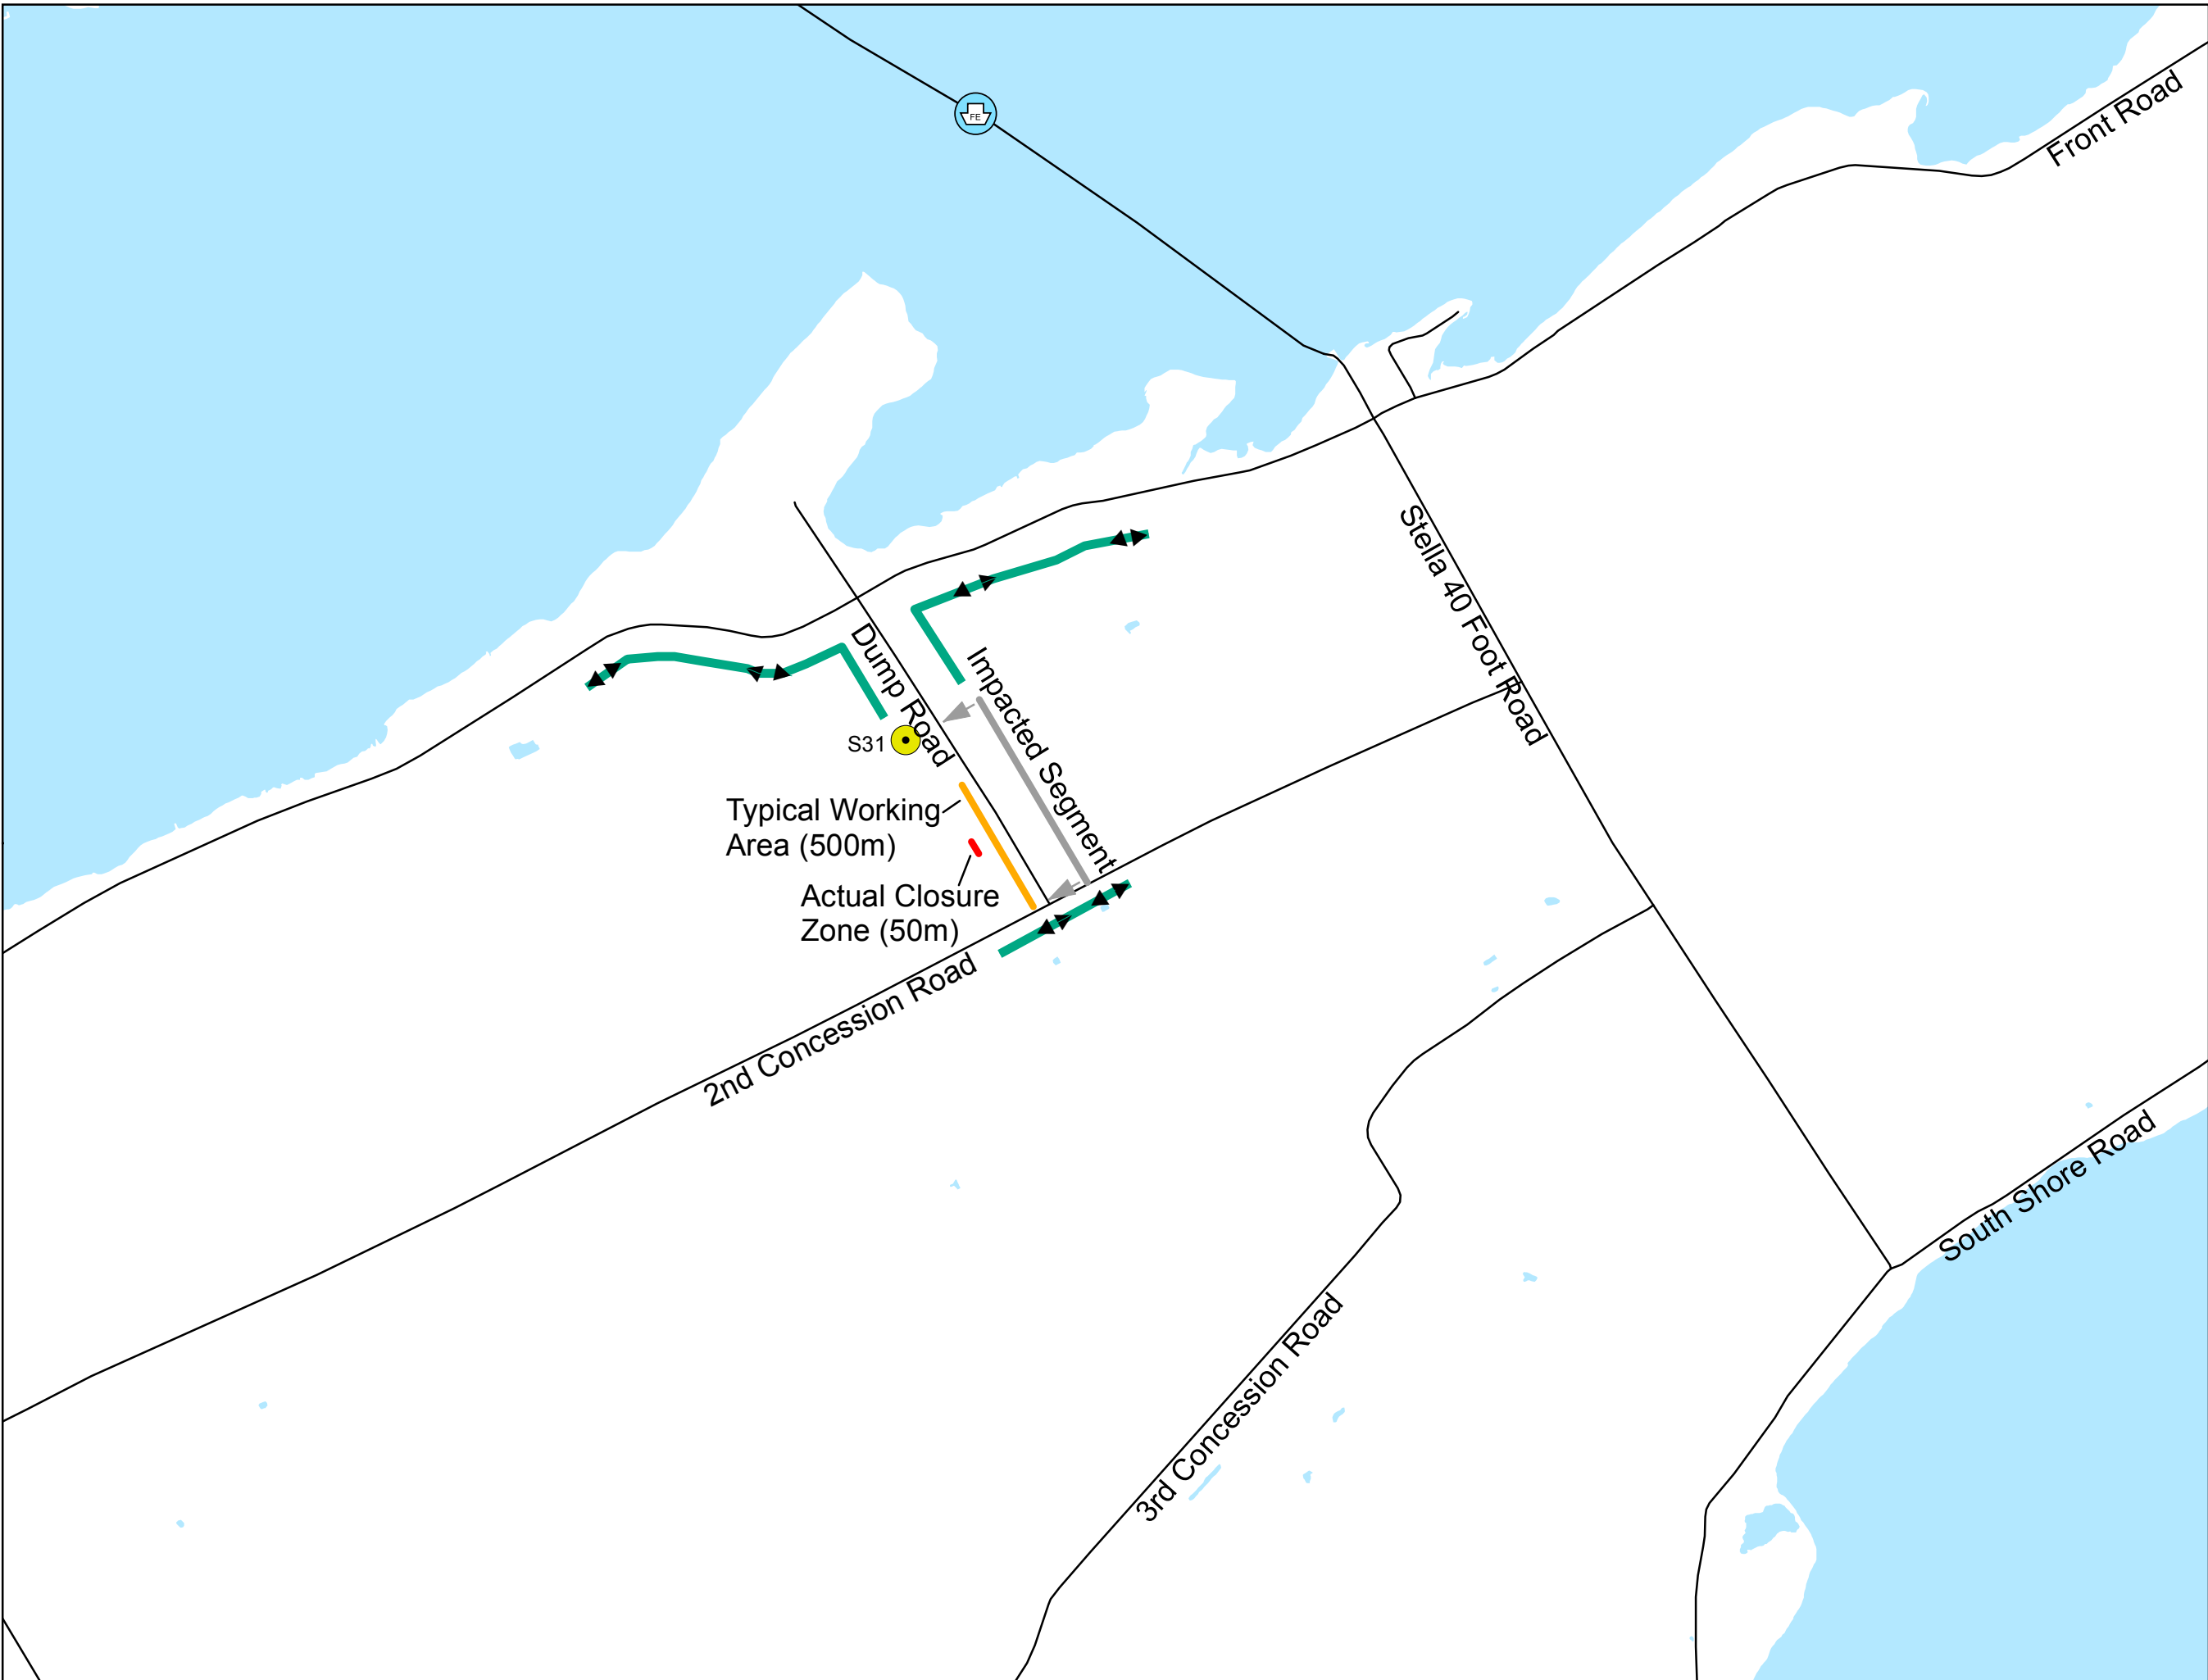 FE
Front Road
Stella 40 Foot Road
Dump Road
Impacted Segment
S31
Typical Working
Area (500m)
Actual Closure
Zone (50m)
2nd Concession Road
South Shore Road
3rd Concession Road